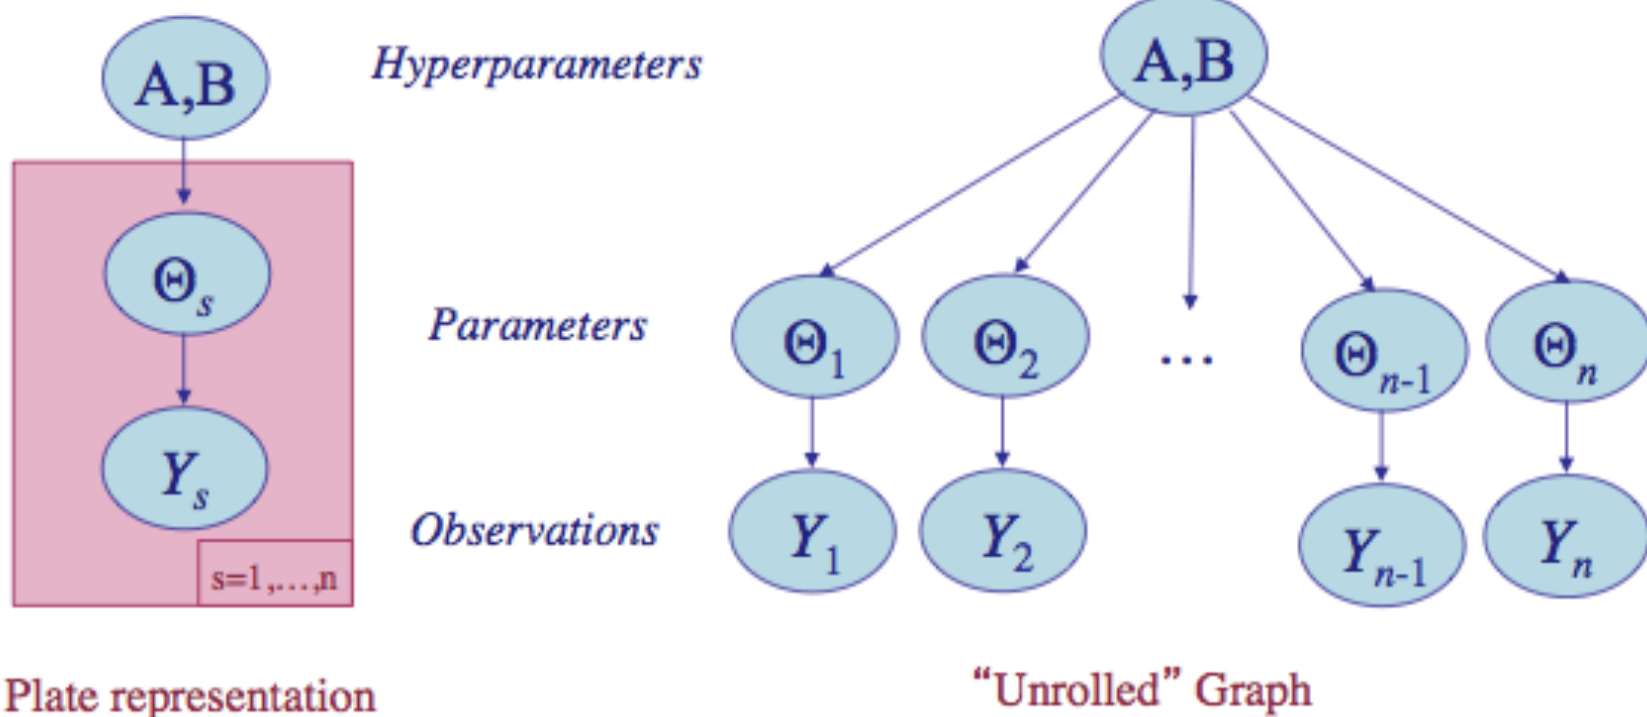 A,B
Hyperparameters
A,B
Θs
Parameters
Θ1
Θ2
...
Θn-1
Θn
Ys
Observations
Y1
Y2
Yn-1
Yn
s=1,...,n
Plate representation
“Unrolled” Graph